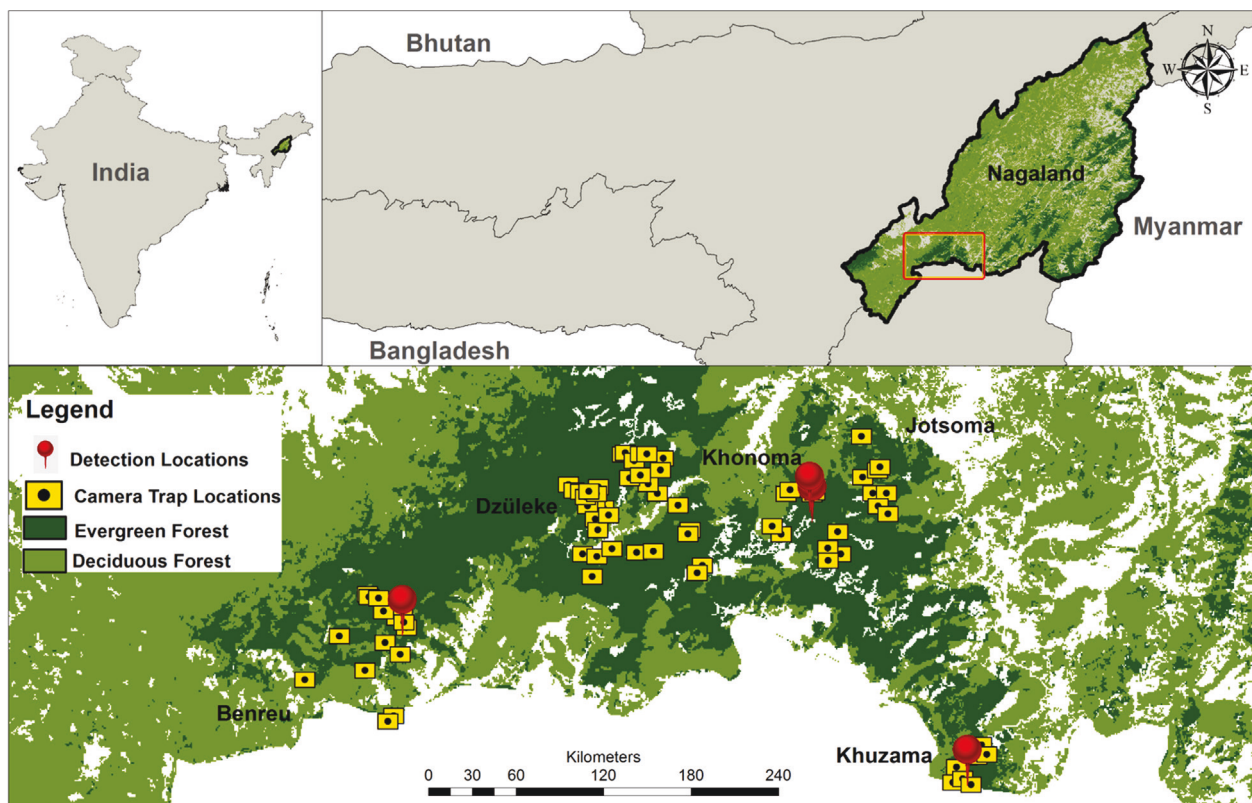 India
Bhutan
Nagaland
Myanmar
Bangladesh
N
W
E
S
Legend
Detection Locations
Camera Trap Locations
Evergreen Forest
Deciduous Forest
Jotsoma
Khonoma
Dzüleke
Benreu
Khuzama
Kilometers
0 30 60 120 180 240